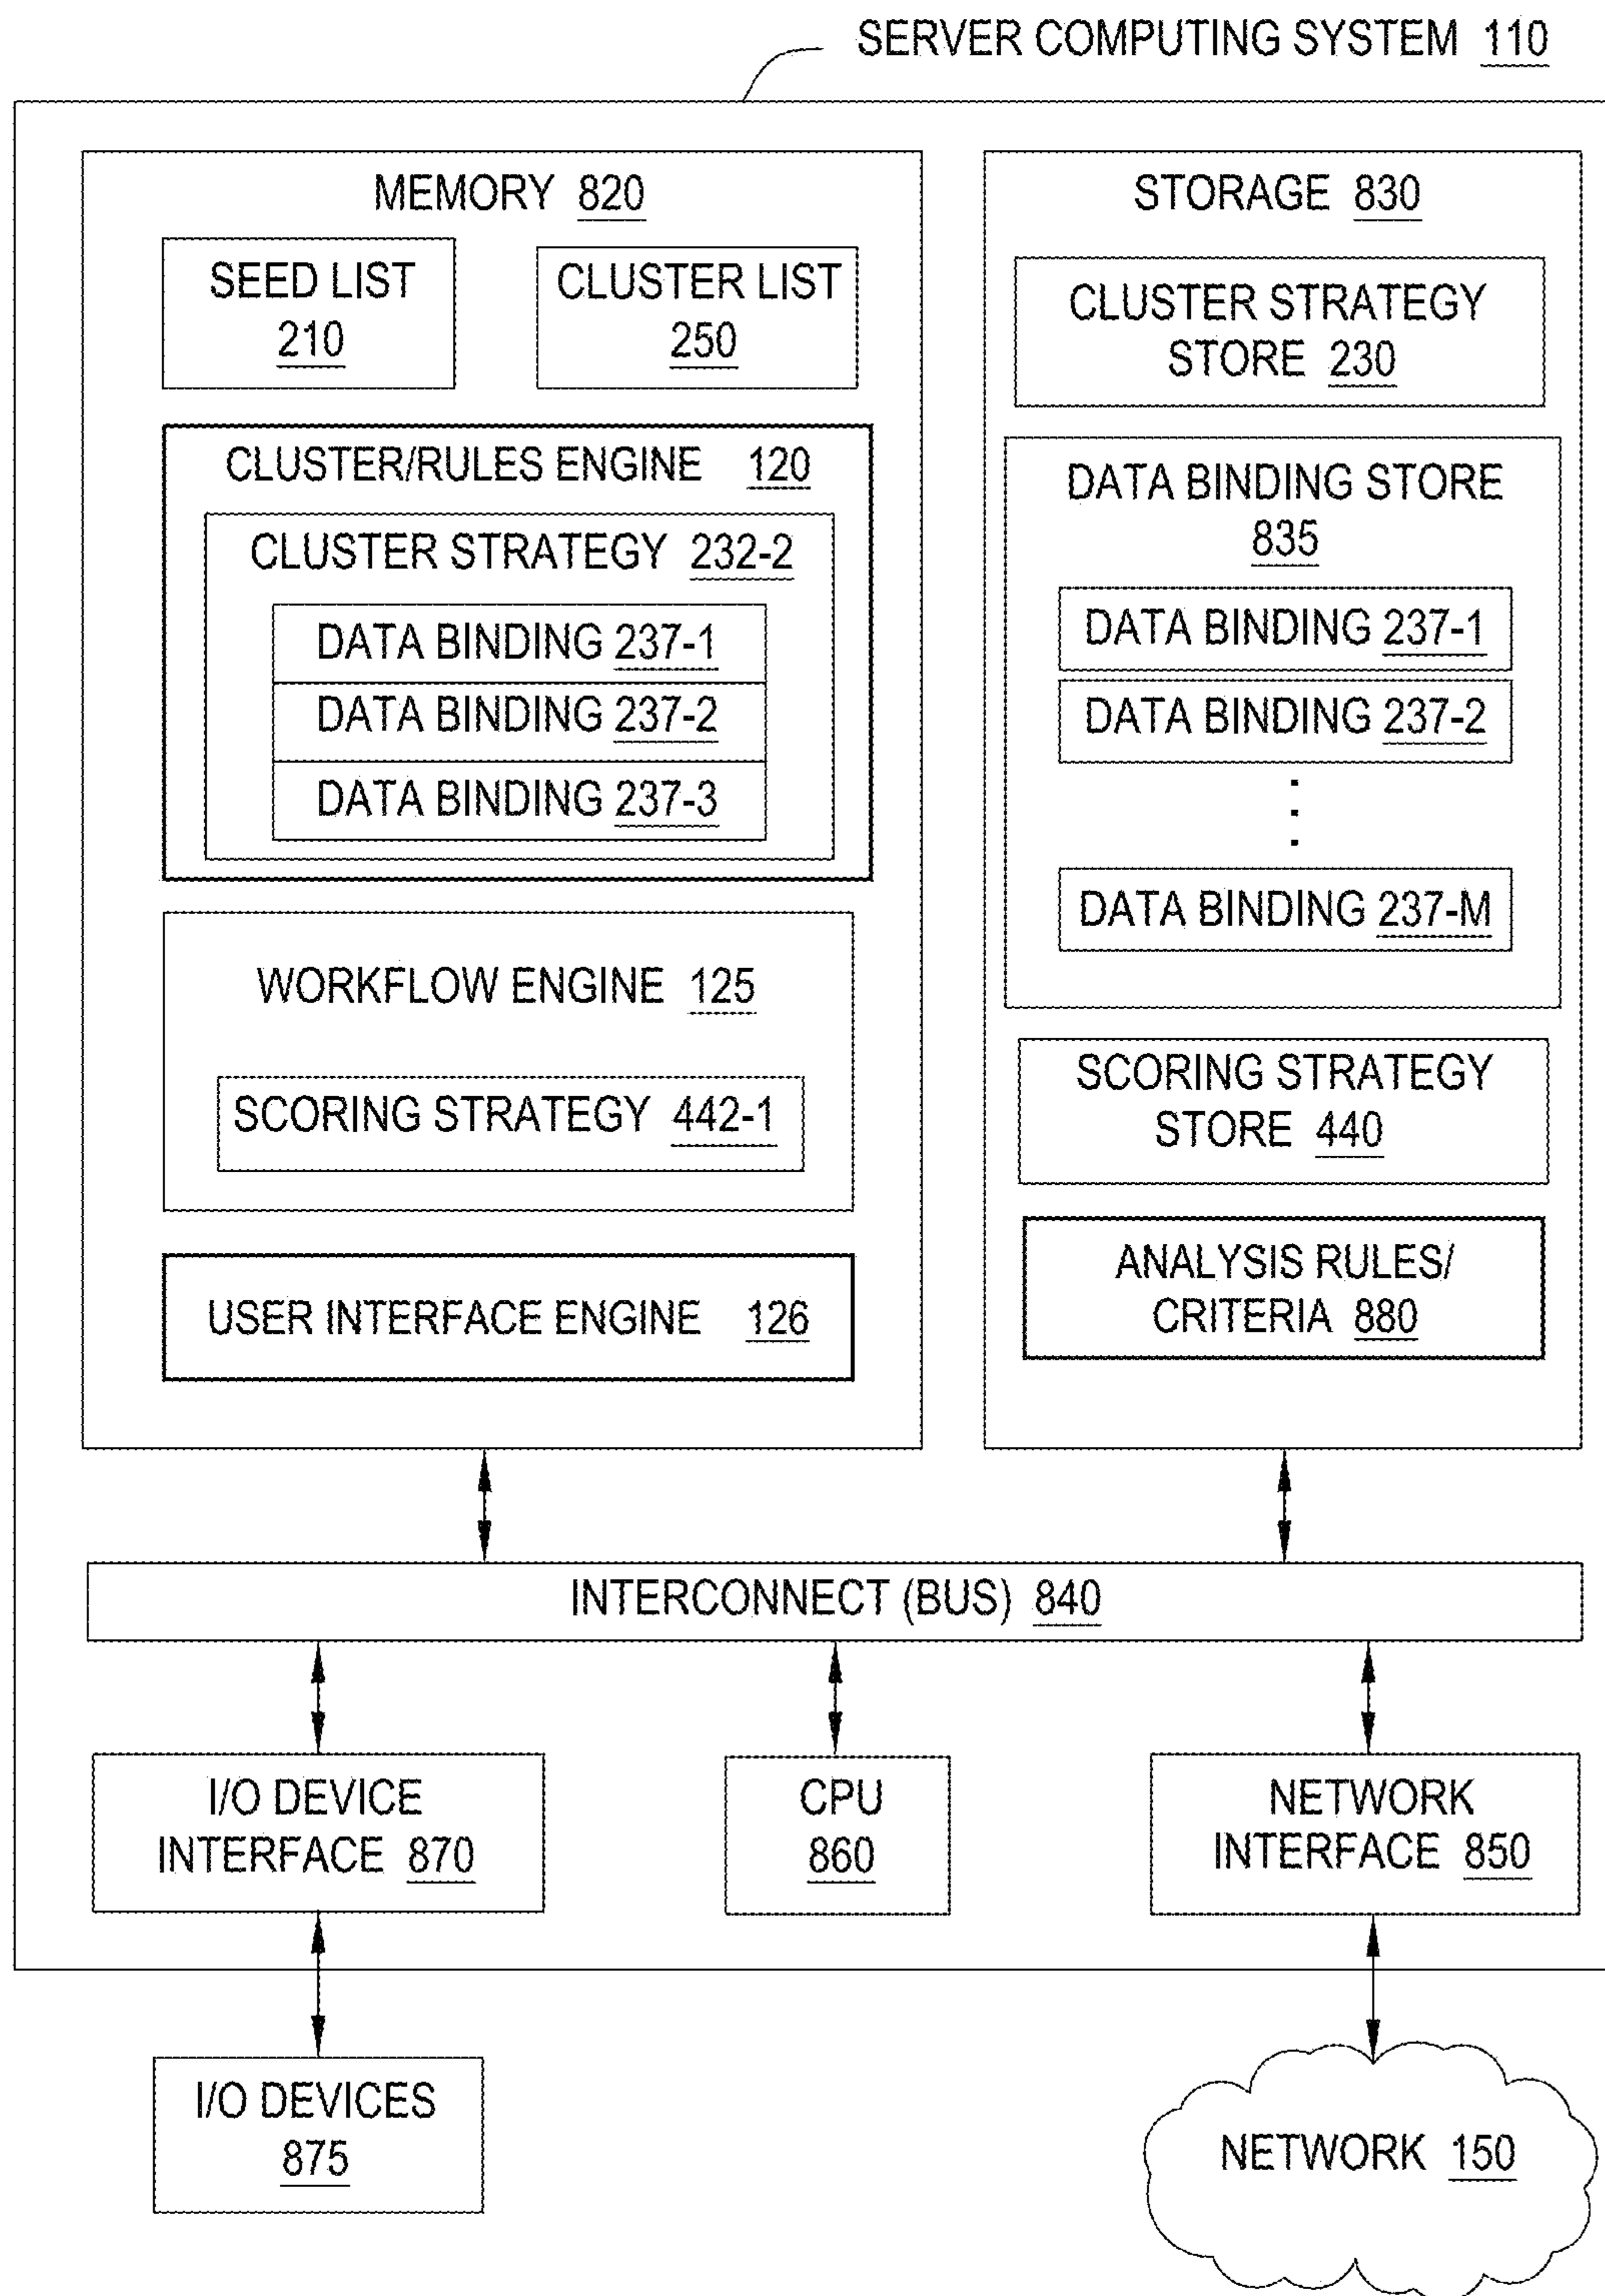 SERVER COMPUTING SYSTEM 110
MEMORY 820
SEED LIST
210
CLUSTER LIST
250
CLUSTER/RULES ENGINE 120
CLUSTER STRATEGY 232-2
DATA BINDING 237-1
DATA BINDING 237-2
DATA BINDING 237-3
WORKFLOW ENGINE 125
SCORING STRATEGY 442-1
USER INTERFACE ENGINE 126
STORAGE 830
CLUSTER STRATEGY
STORE 230
DATA BINDING STORE
835
DATA BINDING 237-1
DATA BINDING 237-2
DATA BINDING 237-M
SCORING STRATEGY
STORE 440
ANALYSIS RULES/
CRITERIA 880
INTERCONNECT (BUS) 840
I/O DEVICE
INTERFACE 870
CPU
860
NETWORK
INTERFACE 850
I/O DEVICES
875
NETWORK 150